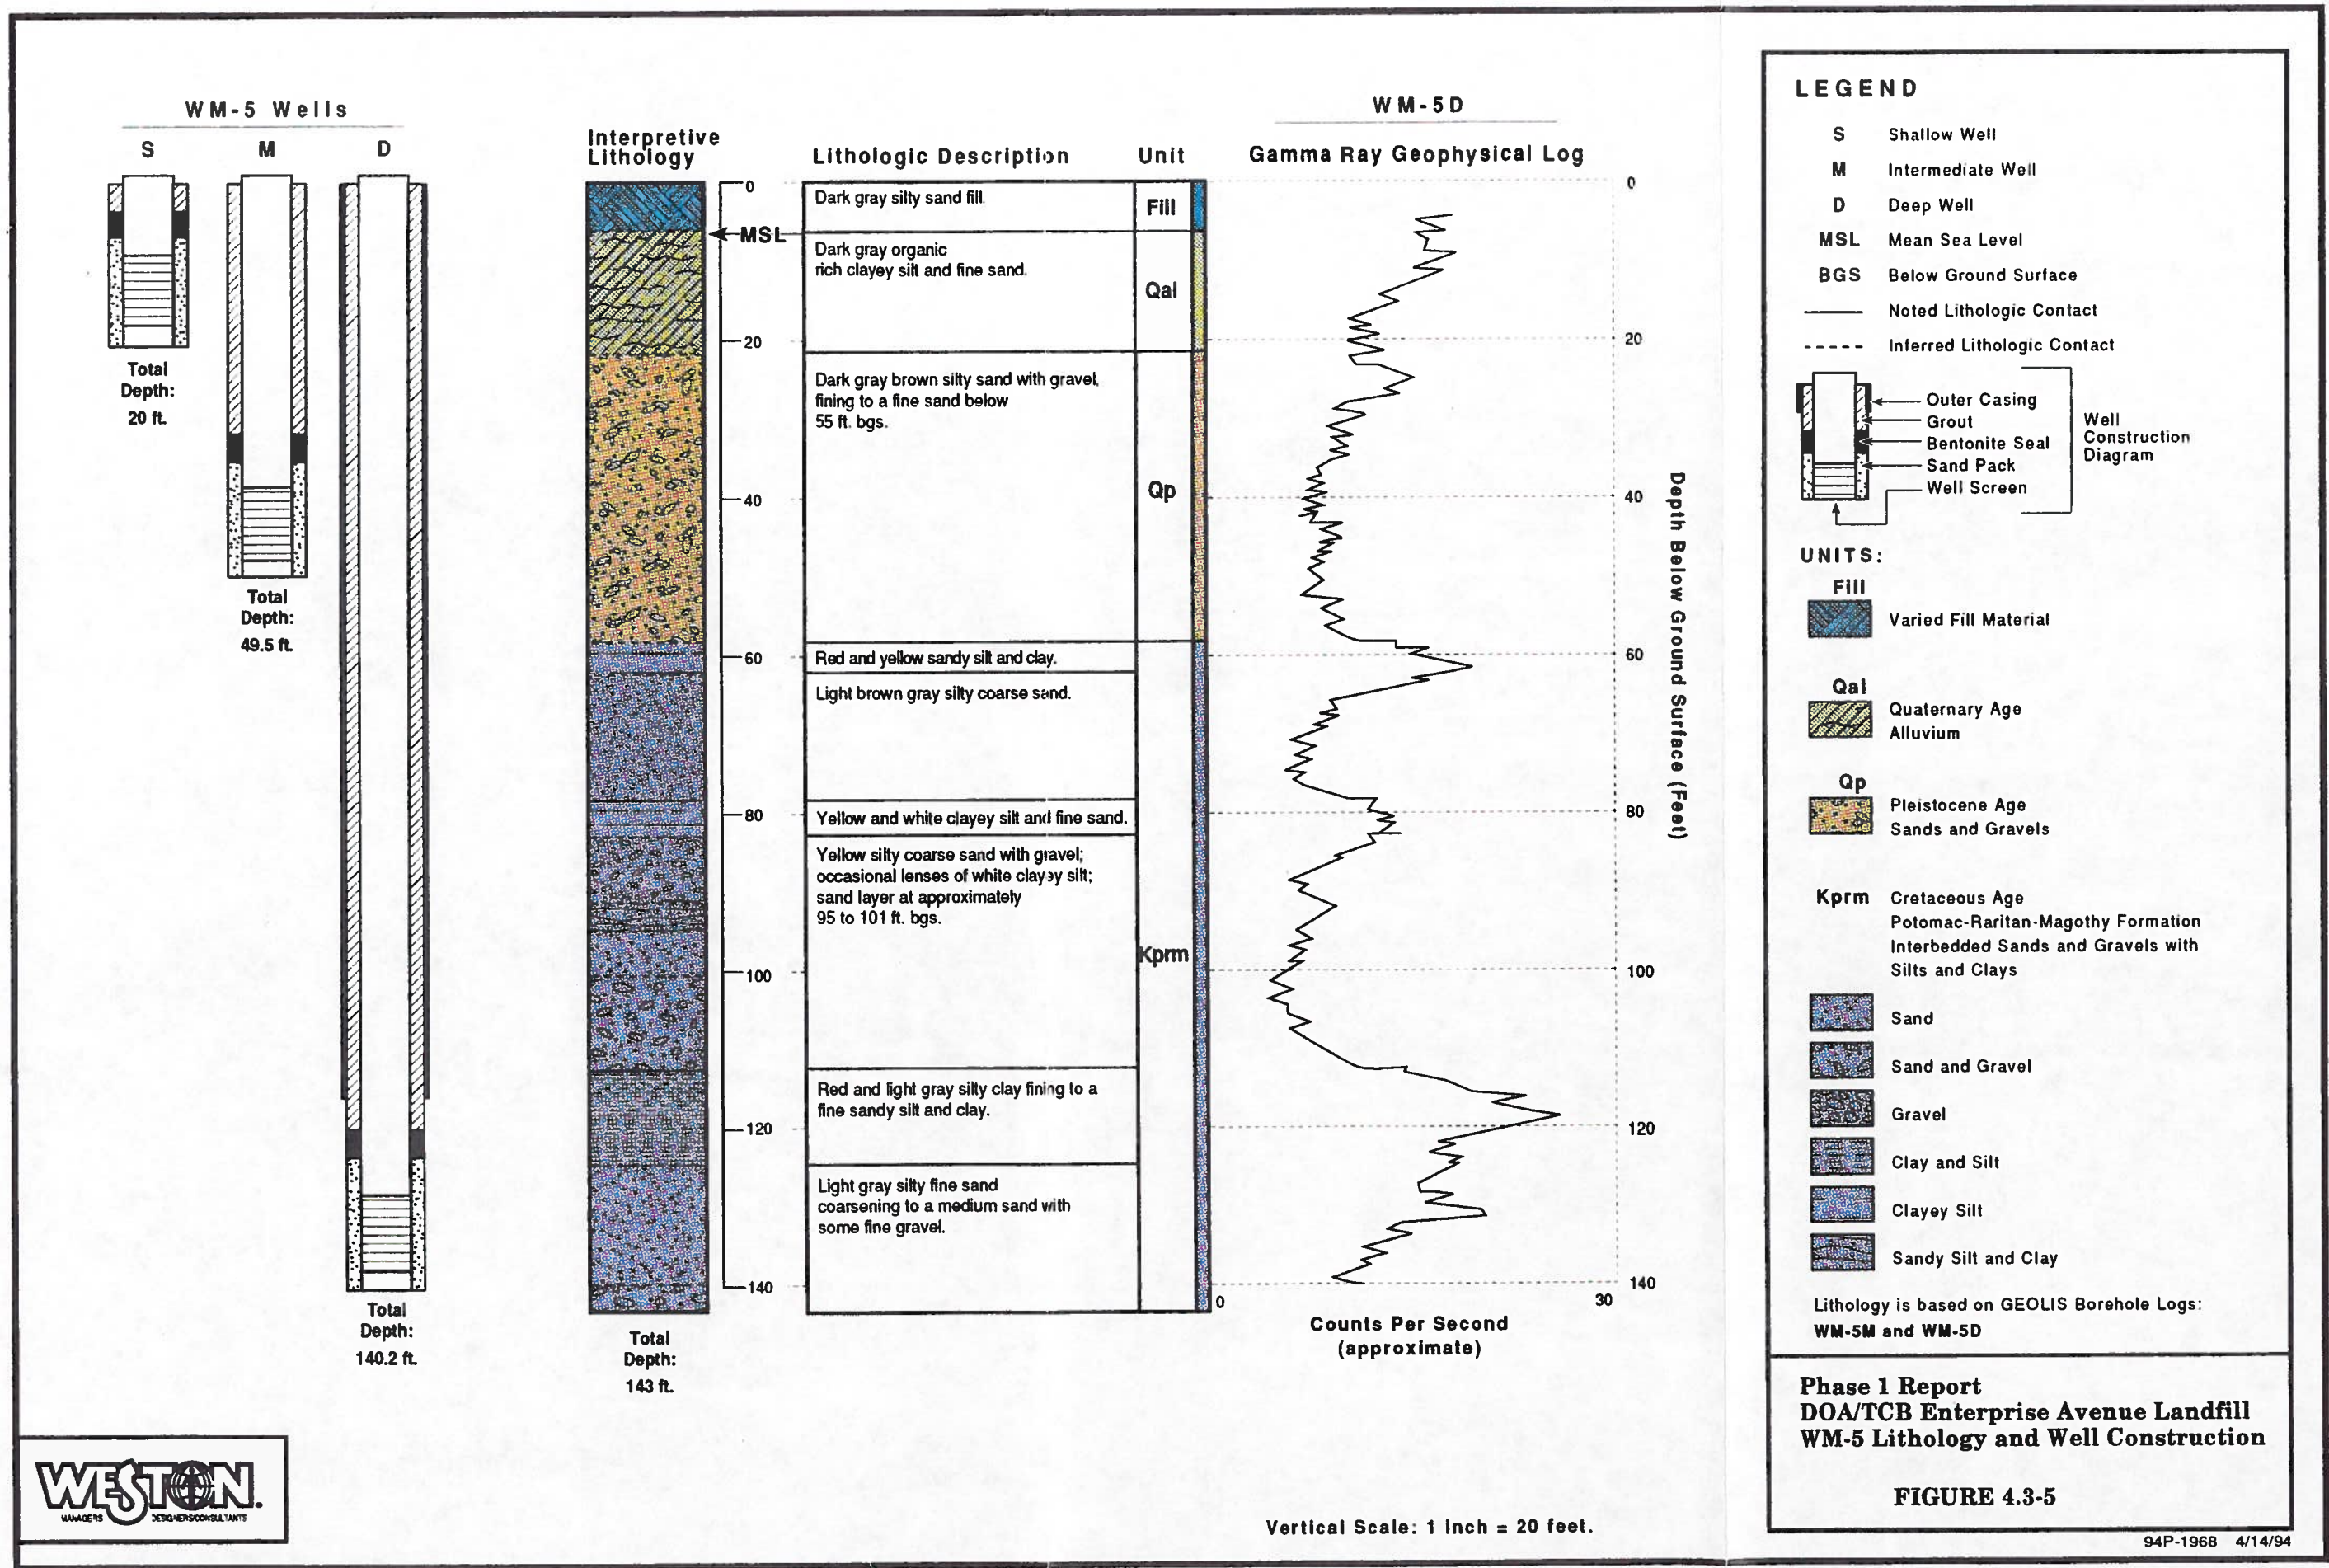 WM-5 Wells
S M D
Total
Depth:
20 ft.
Total
Depth:
49.5 ft.
Total
Depth:
140.2 ft.
Interpretive
Lithology
0
MSL
20
40
60
80
100
120
140
Total
Depth:
143 ft.
Lithologic Description Unit
Dark gray silty sand fill.
Fill
Dark gray organic
rich clayey silt and fine sand.
Qal
Dark gray brown silty sand with gravel,
fining to a fine sand below
55 ft. bgs.
Qp
Red and yellow sandy silt and clay.
Light brown gray silty coarse sand.
Yellow and white clayey silt and fine sand.
Yellow silty coarse sand with gravel;
occasional lenses of white clayey silt;
sand layer at approximately
95 to 101 ft. bgs.
Kprm
Red and light gray silty clay fining to a
fine sandy silt and clay.
Light gray silty fine sand
coarsening to a medium sand with
some fine gravel.
WM-5D
Gamma Ray Geophysical Log
0
20
40
60
80
100
120
140
Depth Below Ground Surface (Feet)
0 30
Counts Per Second
(approximate)
Vertical Scale: 1 inch = 20 feet.
LEGEND
S Shallow Well
M Intermediate Well
D Deep Well
MSL Mean Sea Level
BGS Below Ground Surface
Noted Lithologic Contact
Inferred Lithologic Contact
Outer Casing
Grout
Bentonite Seal
Sand Pack
Well Screen
Well
Construction
Diagram
UNITS:
Fill
Varied Fill Material
Qal
Quaternary Age
Alluvium
Qp
Pleistocene Age
Sands and Gravels
Kprm Cretaceous Age
Potomac-Raritan-Magothy Formation
Interbedded Sands and Gravels with
Silts and Clays
Sand
Sand and Gravel
Gravel
Clay and Silt
Clayey Silt
Sandy Silt and Clay
Lithology is based on GEOLIS Borehole Logs:
WM-5M and WM-5D
Phase 1 Report
DOA/TCB Enterprise Avenue Landfill
WM-5 Lithology and Well Construction
FIGURE 4.3-5
94P-1968 4/14/94
WESTON.
MANAGERS DESIGNERS/CONSULTANTS